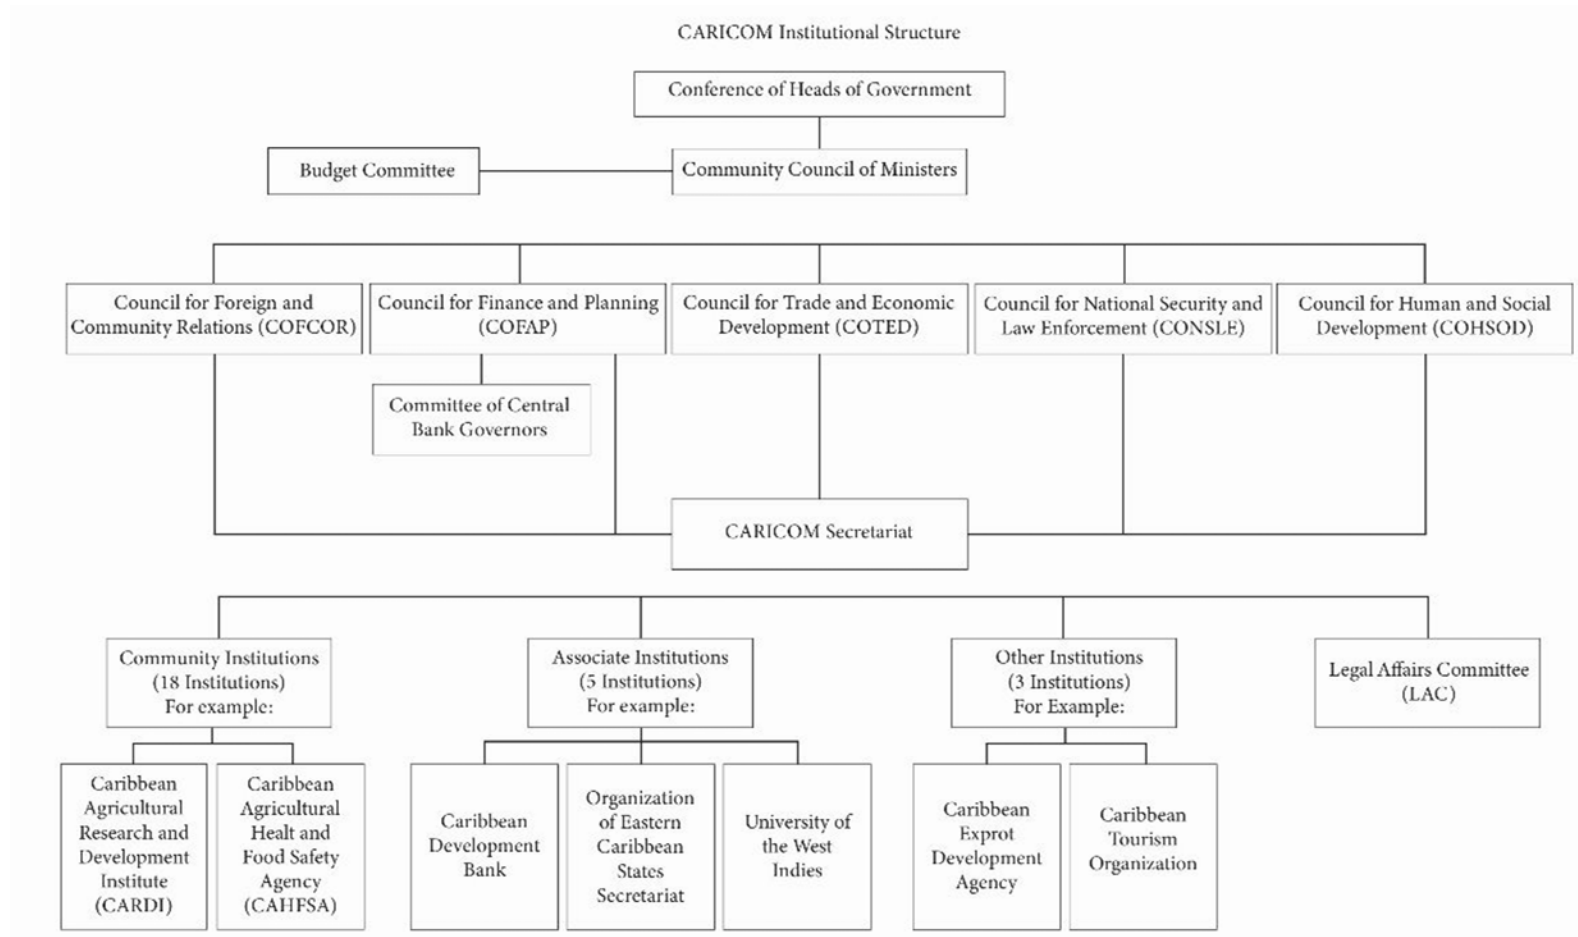 CARICOM Institutional Structure
Conference of Heads of Government
Budget Committee
Community Council of Ministers
Council for Foreign and
Community Relations (COFCOR)
Council for Finance and Planning
(COFAP)
Council for Trade and Economic
Development (COTED)
Council for National Security and
Law Enforcement (CONSLE)
Council for Human and Social
Development (COHSOD)
Committee of Central
Bank Governors
CARICOM Secretariat
Community Institutions
(18 Institutions)
For example:
Associate Institutions
(5 Institutions)
For example:
Other Institutions
(3 Institutions)
For Example:
Legal Affairs Committee
(LAC)
Caribbean
Agricultural
Research and
Development
Institute
(CARDI)
Caribbean
Agricultural
Healt and
Food Safety
Agency
(CAHFSA)
Caribbean
Development
Bank
Organization
of Eastern
Caribbean
States
Secretariat
University of
the West
Indies
Caribbean
Exprot
Development
Agency
Caribbean
Tourism
Organization